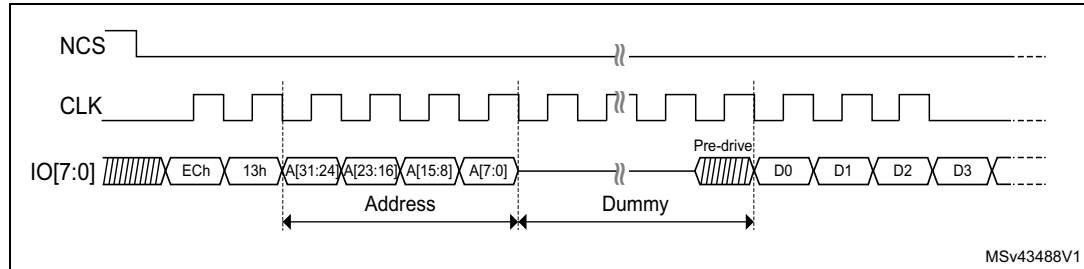 NCS
CLK
Pre-drive
IO[7:0] ECh 13h A[31:24] A[23:16] A[15:8] A[7:0] D0 D1 D2 D3
Address Dummy
MSv43488V1